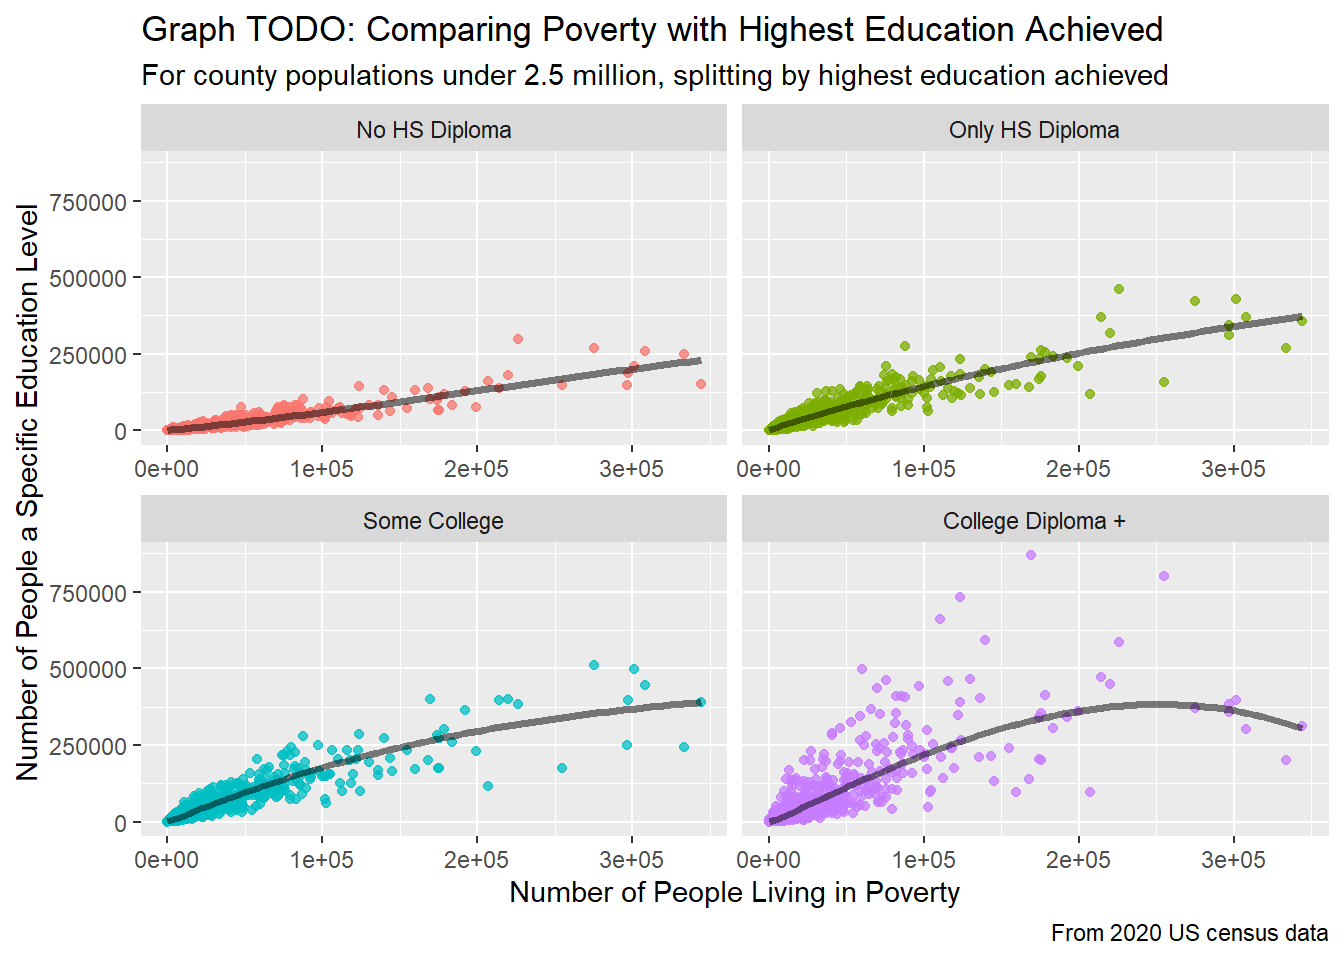 Graph TODO: Comparing Poverty with Highest Education Achieved
For county populations under 2.5 million, splitting by highest education achieved
Number of People a Specific Education Level
No HS Diploma
Only HS Diploma
750000
500000
250000
0
0e+00 1e+05 2e+05 3e+05
0e+00 1e+05 2e+05 3e+05
Some College
College Diploma +
750000
500000
250000
0
0e+00 1e+05 2e+05 3e+05
0e+00 1e+05 2e+05 3e+05
Number of People Living in Poverty
From 2020 US census data